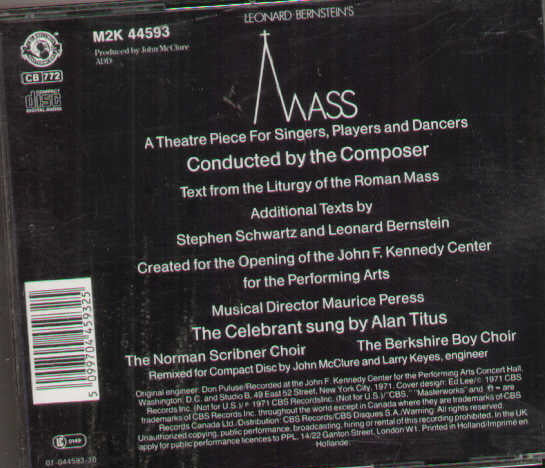 LEONARD BERNSTEIN'S
M2K 44593
Produced by John McClure
ADD
CB 772
COMPACT
disc
DIGITAL AUDIO
MASS
A Theatre Piece For Singers, Players and Dancers
Conducted by the Composer
Text from the Liturgy of the Roman Mass
Additional Texts by
Stephen Schwartz and Leonard Bernstein
Created for the Opening of the John F. Kennedy Center
for the Performing Arts
Musical Director Maurice Peress
The Celebrant sung by Alan Titus
The Norman Scribner Choir The Berkshire Boy Choir
Remixed for Compact Disc by John McClure and Larry Keyes, engineer
Original engineer: Don Puluse/Recorded at the John F. Kennedy Center for the Performing Arts Concert Hall,
Washington, D.C. and Studio B, 49 East 52 Street, New York City, 1971. Cover design: Ed Lee/© 1971 CBS
Records Inc. (Not for U.S.)/℗ 1971 CBS Records Inc. (Not for U.S.)/"CBS," "Masterworks" and are
trademarks of CBS Records Inc. throughout the world except in Canada where they are trademarks of CBS
Records Canada Ltd./Distribution: CBS Records/CBS Disques S.A./Warning: All rights reserved.
Unauthorized copying, public performance, broadcasting, hiring or rental of this recording prohibited. In the UK
apply for public performance licences to PPL, 14/22 Ganton Street, London W1. Printed in Holland/Imprimé en
Hollande.
5 099704 459325
01-044593-10